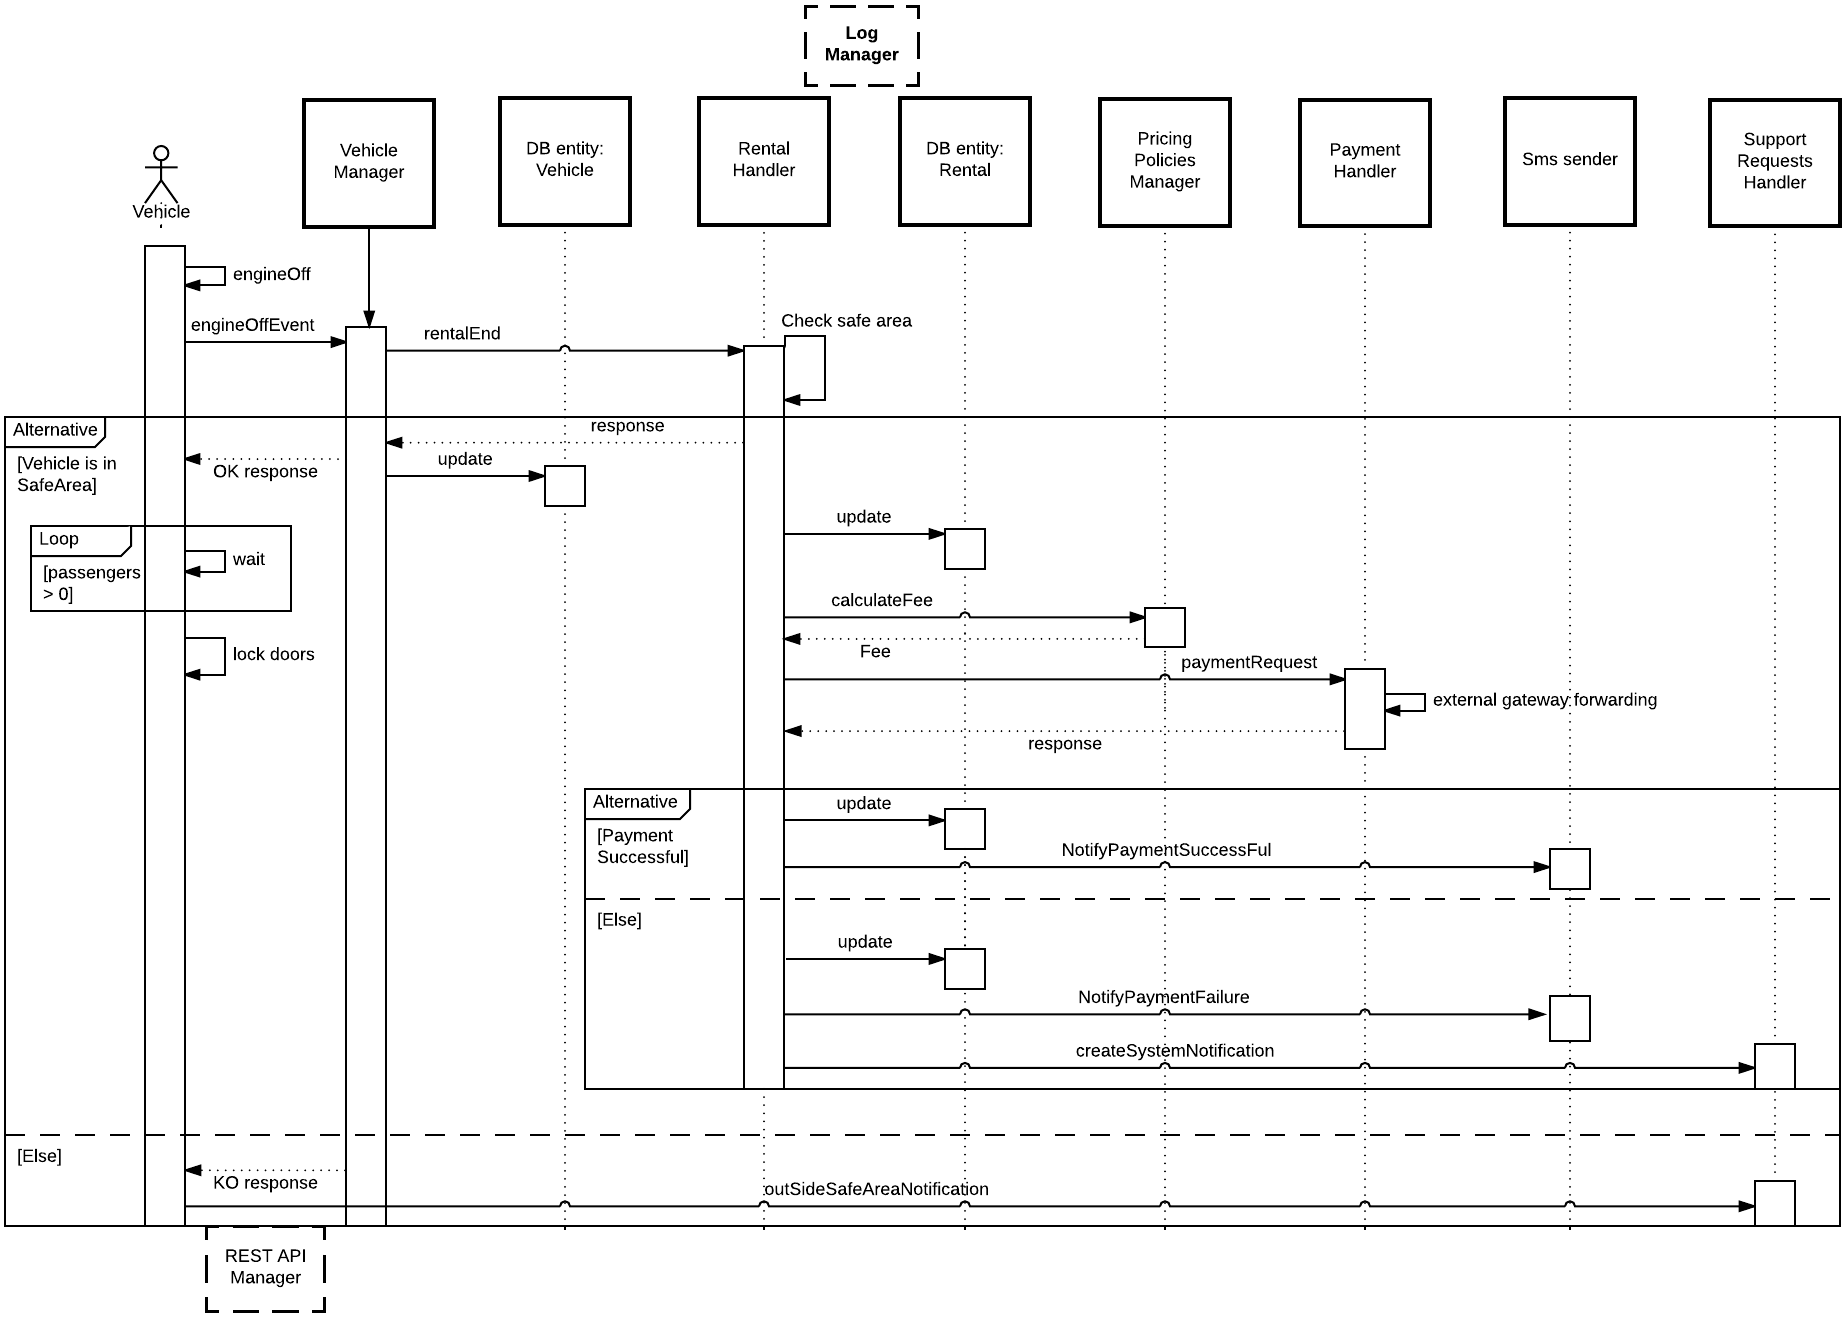 Log
Manager
Vehicle
Vehicle
Manager
DB entity:
Vehicle
Rental
Handler
DB entity:
Rental
Pricing
Policies
Manager
Payment
Handler
Sms sender
Support
Requests
Handler
engineOff
engineOffEvent
rentalEnd
Check safe area
Alternative
[Vehicle is in
SafeArea]
response
OK response
update
Loop
[passengers
> 0]
wait
update
lock doors
calculateFee
Fee
paymentRequest
external gateway forwarding
response
Alternative
[Payment
Successful]
update
NotifyPaymentSuccessFul
[Else]
update
NotifyPaymentFailure
createSystemNotification
[Else]
KO response
outSideSafeAreaNotification
REST API
Manager